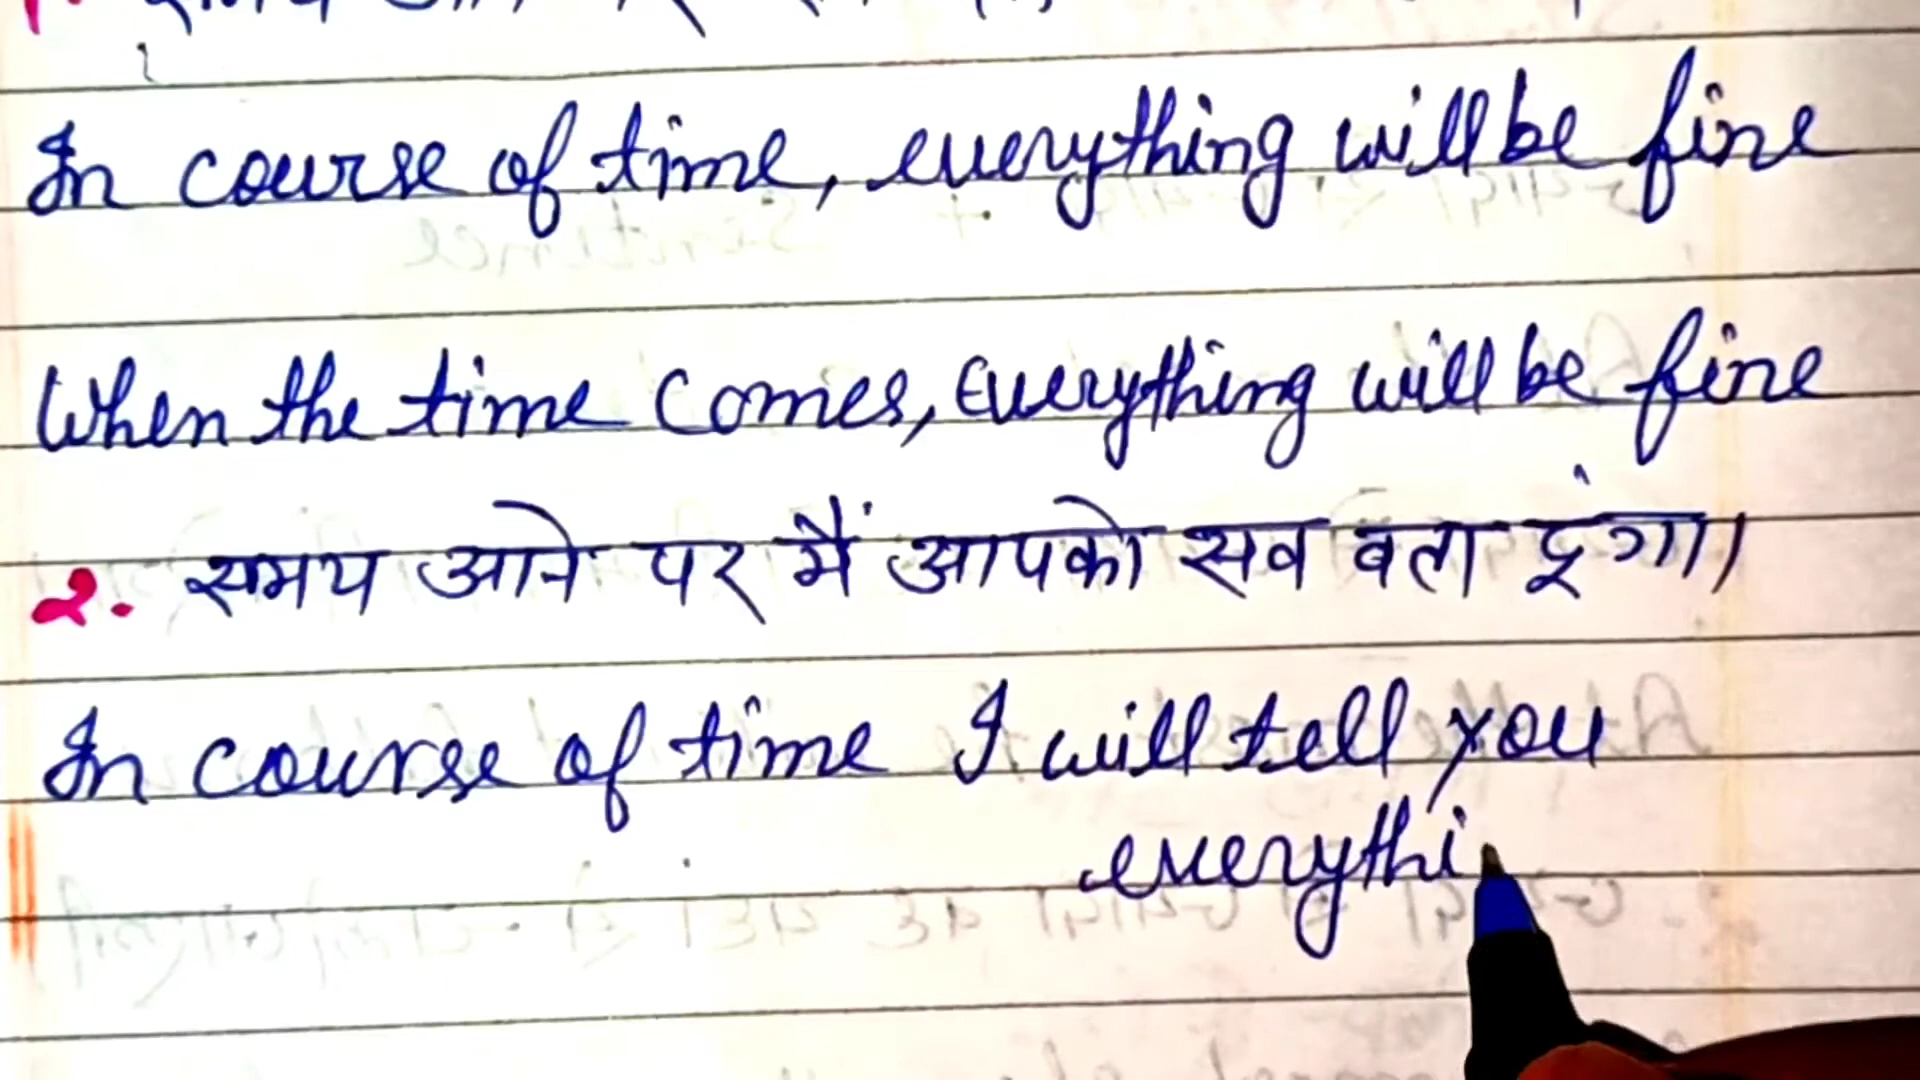 In course of time, everything will be fine
When the time comes, Everything will be fine
२. समय आने पर मैं आपको सब बता दूंगा।
In course of time I will tell you
everythi